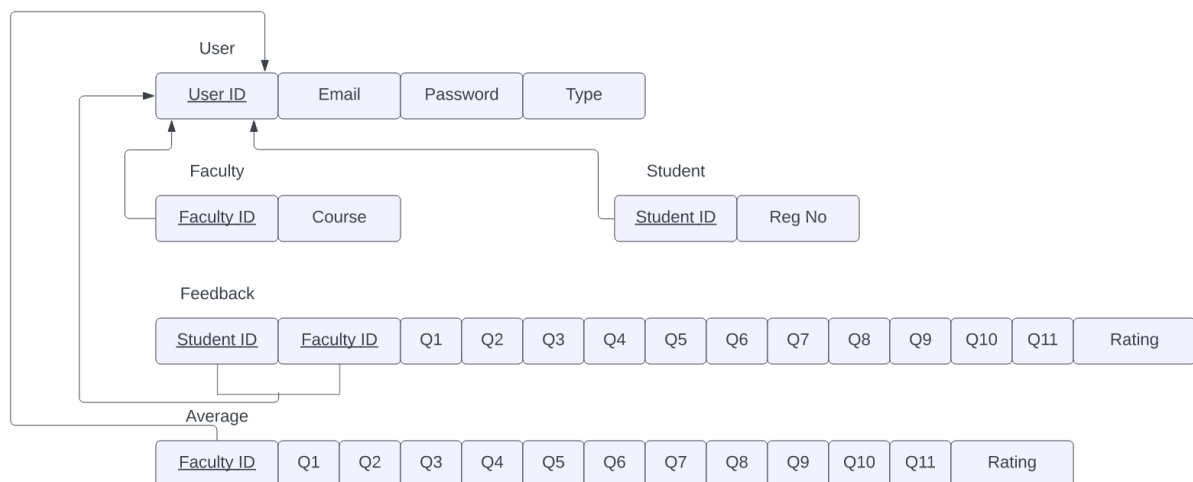 User
User ID Email Password Type
Faculty Student
Faculty ID Course Student ID Reg No
Feedback
Student ID Faculty ID Q1 Q2 Q3 Q4 Q5 Q6 Q7 Q8 Q9 Q10 Q11 Rating
Average
Faculty ID Q1 Q2 Q3 Q4 Q5 Q6 Q7 Q8 Q9 Q10 Q11 Rating